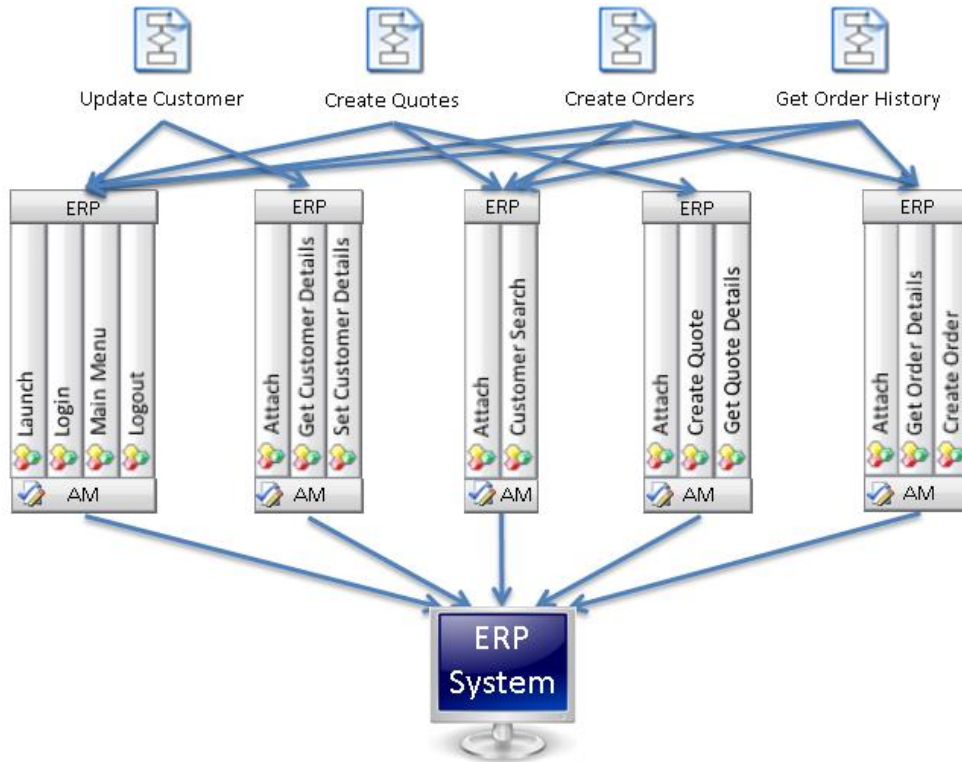 Update Customer
Create Quotes
Create Orders
Get Order History
ERP
Launch
Login
Main Menu
Logout
AM
ERP
Attach
Get Customer Details
Set Customer Details
AM
ERP
Attach
Customer Search
AM
ERP
Attach
Create Quote
Get Quote Details
AM
ERP
Attach
Get Order Details
Create Order
AM
ERP
System